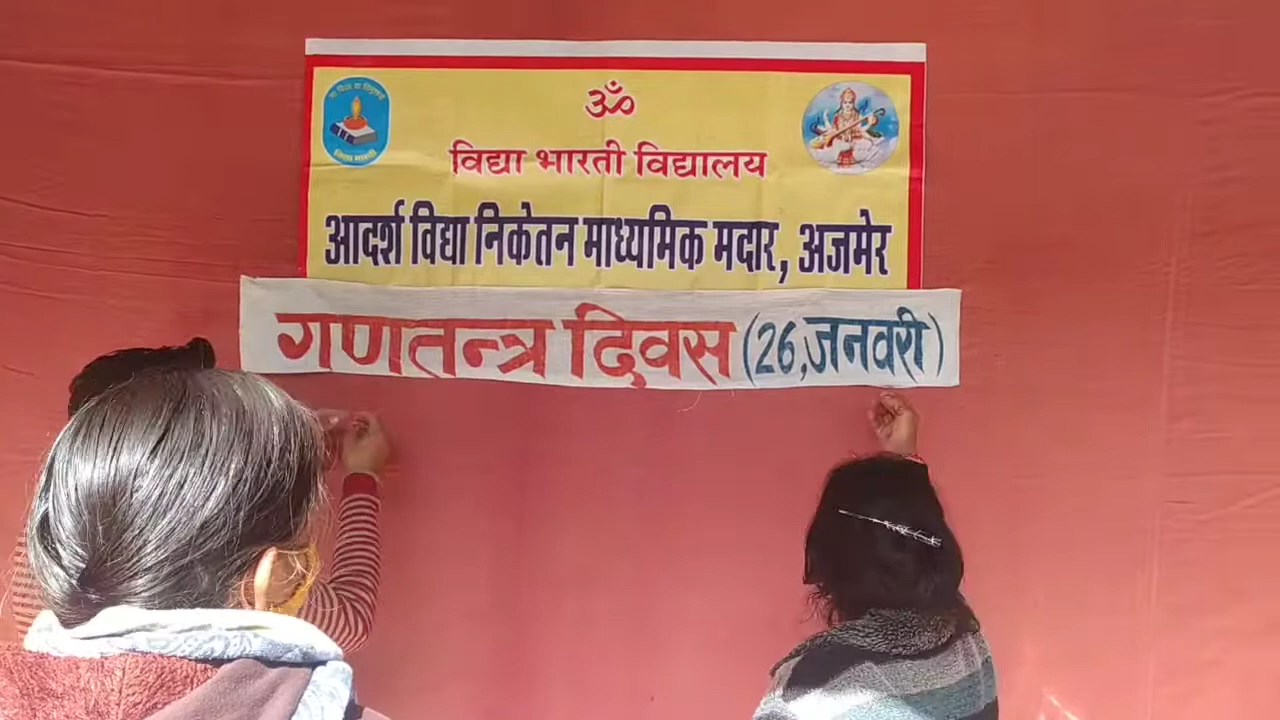 ॐ
विद्या भारती विद्यालय
आदर्श विद्या निकेतन माध्यमिक मदार, अजमेर
गणतन्त्र दिवस (26,जनवरी)